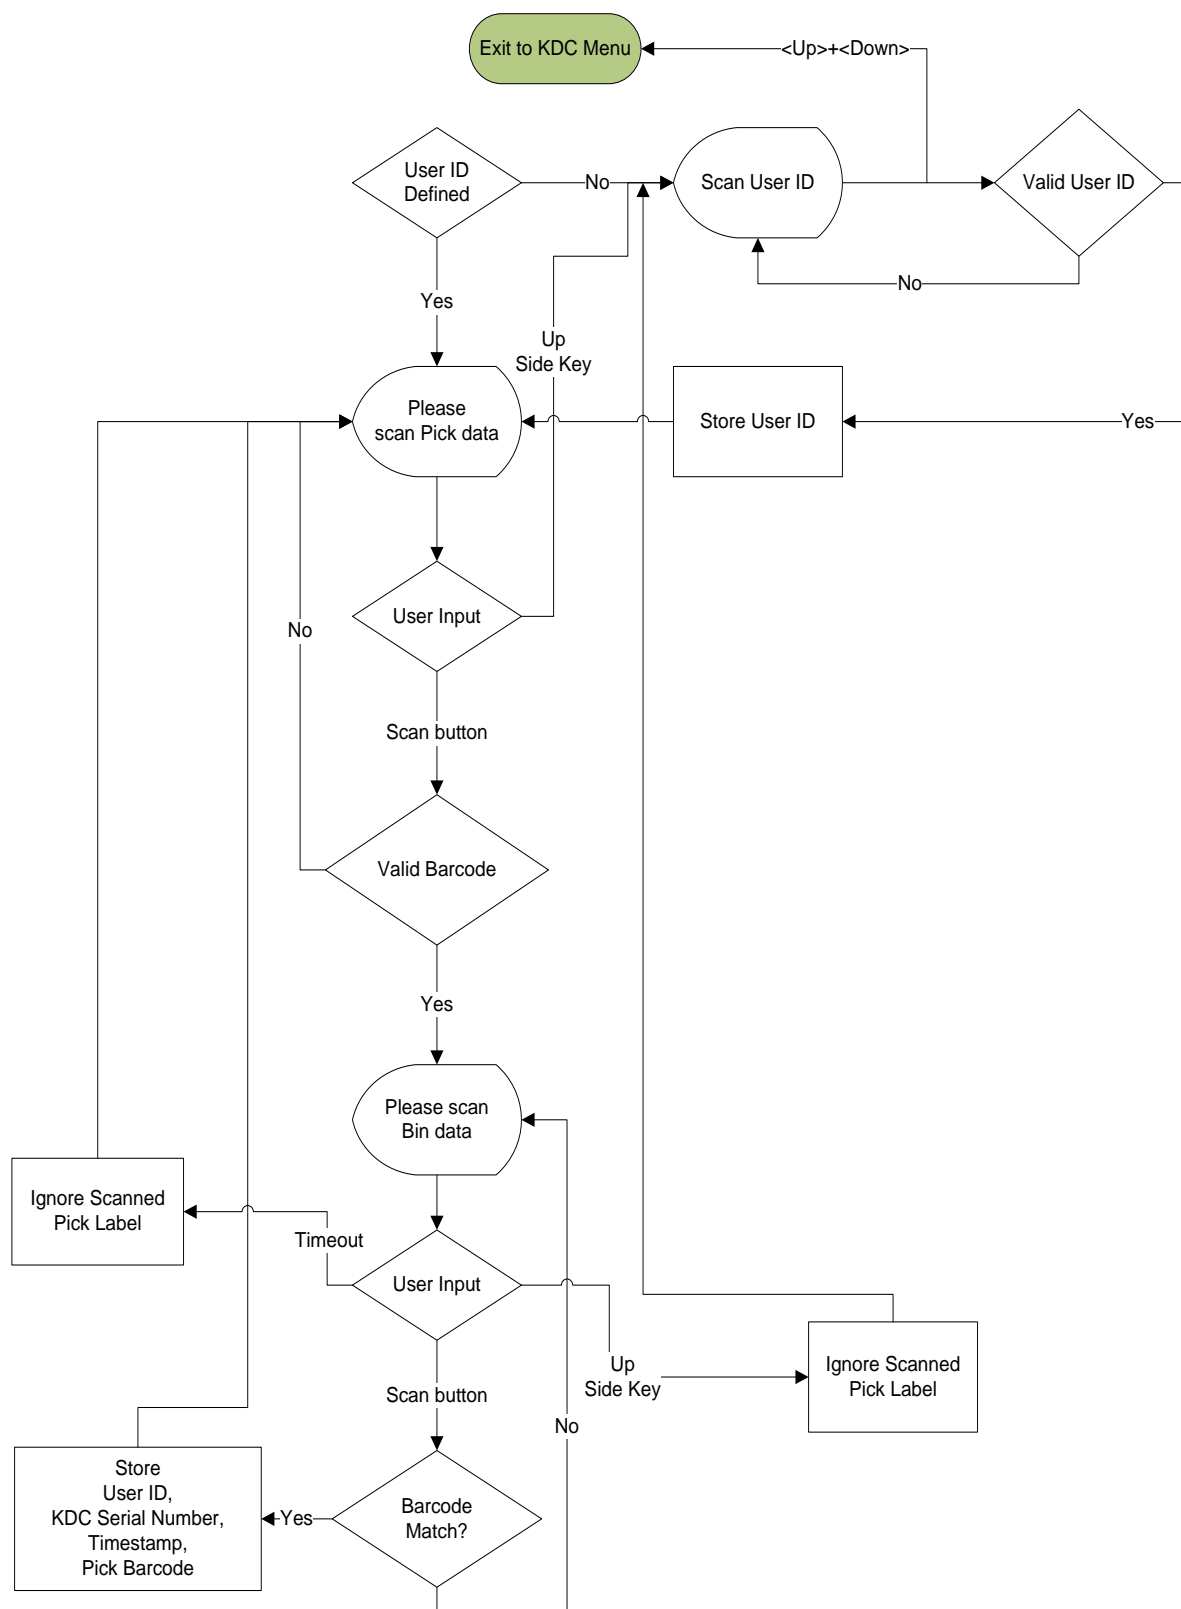 Exit to KDC Menu
<Up>+<Down>
User ID
Defined
No
Scan User ID
Valid User ID
No
Yes
Up
Side Key
Please
scan Pick data
Store User ID
Yes
User Input
No
Scan button
Valid Barcode
Yes
Please scan
Bin data
Ignore Scanned
Pick Label
Timeout
User Input
Up
Side Key
Ignore Scanned
Pick Label
Scan button
No
Store
User ID,
KDC Serial Number,
Timestamp,
Pick Barcode
Yes
Barcode
Match?